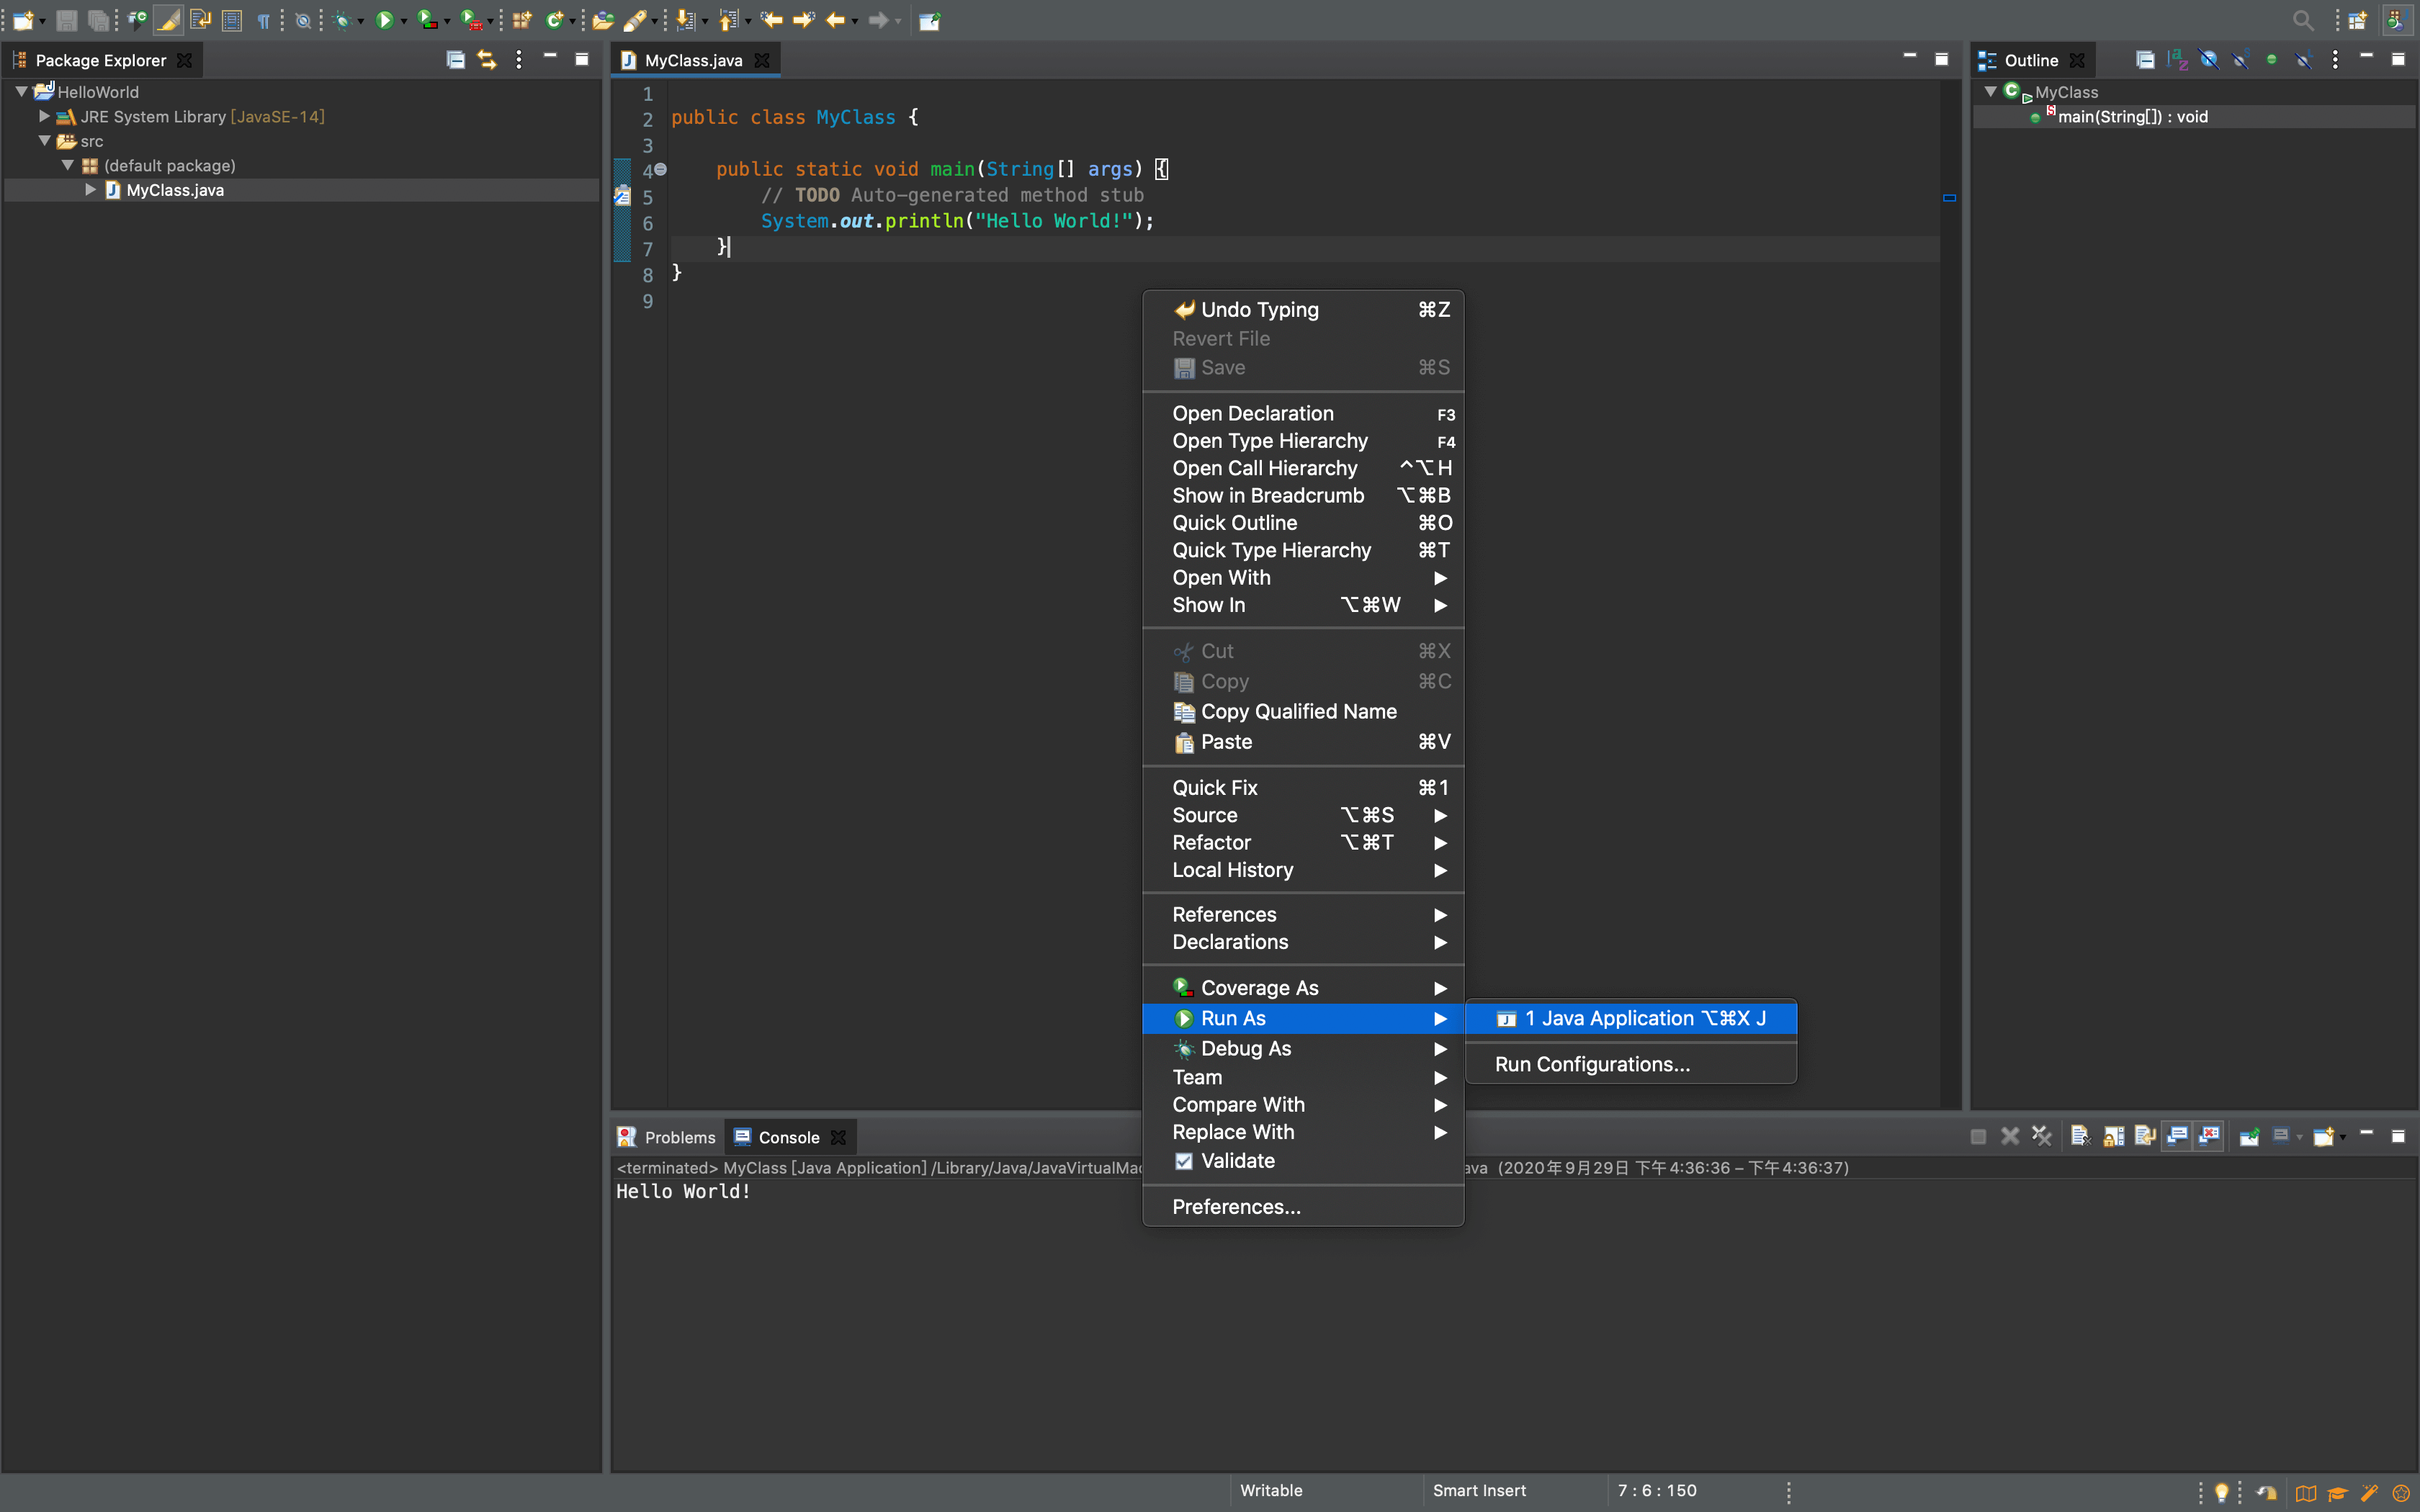 Package Explorer
HelloWorld
JRE System Library [JavaSE-14]
src
(default package)
MyClass.java
MyClass.java
1
2 public class MyClass {
3
4 public static void main(String[] args) {
5 // TODO Auto-generated method stub
6 System.out.println("Hello World!");
7 }
8 }
9
Undo Typing ⌘Z
Revert File
Save ⌘S
Open Declaration F3
Open Type Hierarchy F4
Open Call Hierarchy ^⌥H
Show in Breadcrumb ⌥⌘B
Quick Outline ⌘O
Quick Type Hierarchy ⌘T
Open With
Show In ⌥⌘W
Cut ⌘X
Copy ⌘C
Copy Qualified Name
Paste ⌘V
Quick Fix ⌘1
Source ⌥⌘S
Refactor ⌥⌘T
Local History
References
Declarations
Coverage As
Run As
Debug As
Team
Compare With
Replace With
Validate
Preferences...
1 Java Application ⌥⌘X J
Run Configurations...
Outline
MyClass
main(String[]) : void
Problems
Console
<terminated> MyClass [Java Application] /Library/Java/JavaVirtualMac ava (2020年9月29日 下午4:36:36 – 下午4:36:37)
Hello World!
Writable
Smart Insert
7 : 6 : 150